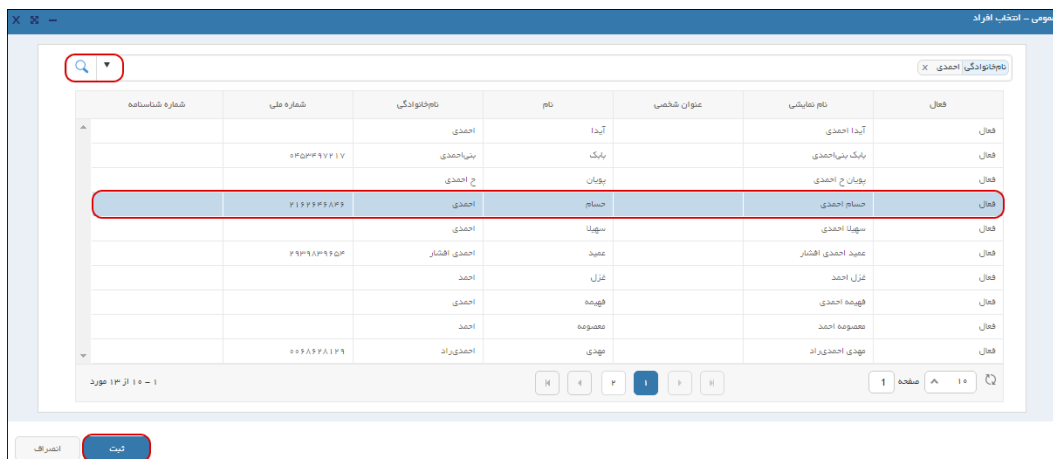 عمومی - انتخاب افراد
نام‌خانوادگی احمدی x
فعال نام نمایشی عنوان شخصی نام نام‌خانوادگی شماره ملی شماره شناسنامه
فعال آیدا احمدی آیدا احمدی
فعال بابک بنی‌احمدی بابک بنی‌احمدی ۰۴۵۳۴۹۷۲۱۷
فعال پویان ح احمدی پویان ح احمدی
فعال حسام احمدی حسام احمدی
فعال سهیلا احمدی سهیلا احمدی
فعال عمید احمدی افشار عمید احمدی افشار ۲۹۳۹۸۳۹۶۵۴
فعال غزل احمد غزل احمد
فعال فهیمه احمدی فهیمه احمدی
فعال معصومه احمد معصومه احمد
فعال مهدی احمدی‌راد مهدی احمدی‌راد ۰۰۶۸۶۲۸۱۲۹
۱۰ صفحه 1 ۱ ۲ ۱ - ۱۰ از ۱۳ مورد
ثبت انصراف